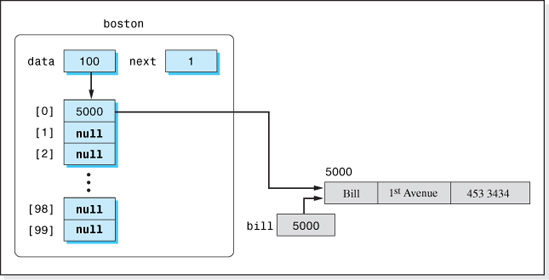 boston
data 100 next 1
[0] 5000
[1] null
[2] null
5000
Bill 1st Avenue 453 3434
[98] null
[99] null
bill 5000